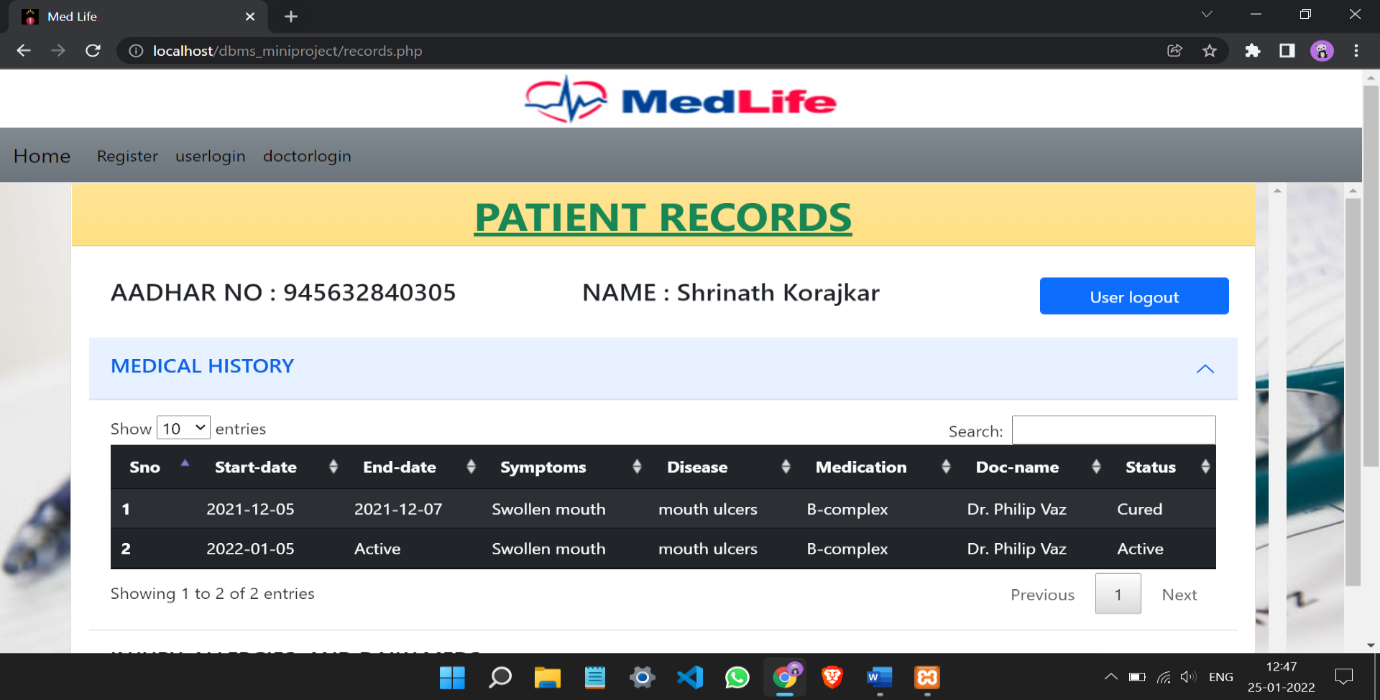 Med Life
localhost/dbms_miniproject/records.php
MedLife
Home Register userlogin doctorlogin
PATIENT RECORDS
AADHAR NO : 945632840305 NAME : Shrinath Korajkar User logout
MEDICAL HISTORY
Show 10 entries Search:
Sno Start-date End-date Symptoms Disease Medication Doc-name Status
1 2021-12-05 2021-12-07 Swollen mouth mouth ulcers B-complex Dr. Philip Vaz Cured
2 2022-01-05 Active Swollen mouth mouth ulcers B-complex Dr. Philip Vaz Active
Showing 1 to 2 of 2 entries Previous 1 Next
ENG 12:47
25-01-2022